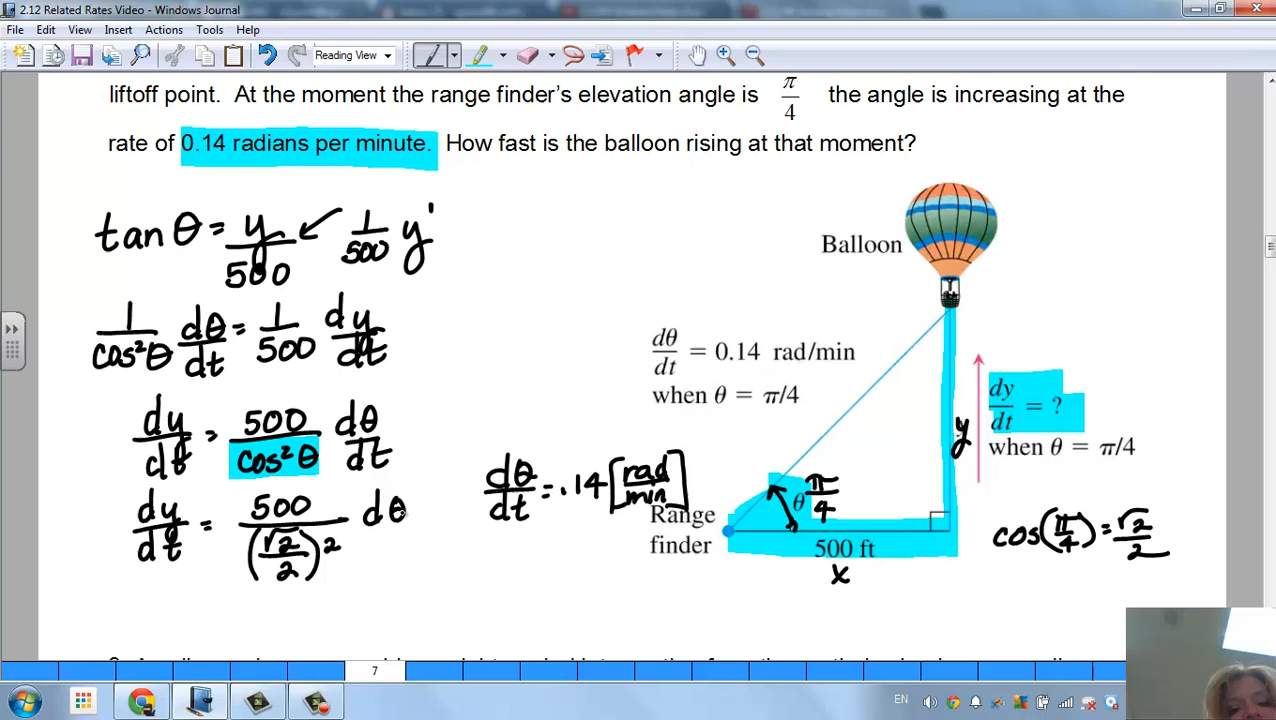 2.12 Related Rates Video - Windows Journal
File Edit View Insert Actions Tools Help
Reading View
liftoff point. At the moment the range finder's elevation angle is π/4 the angle is increasing at the
rate of 0.14 radians per minute. How fast is the balloon rising at that moment?
tan θ = y/500 ↙ 1/500 y'
1/cos²θ dθ/dt = 1/500 dy/dt
dy/dt = 500/cos²θ dθ/dt
dy/dt = 500/(√2/2)² dθ
dθ/dt = .14 [rad/min]
Balloon
dθ/dt = 0.14 rad/min
when θ = π/4
dy/dt = ?
when θ = π/4
y
θ π/4
Range
finder
500 ft
x
cos(π/4) = √2/2
7
EN